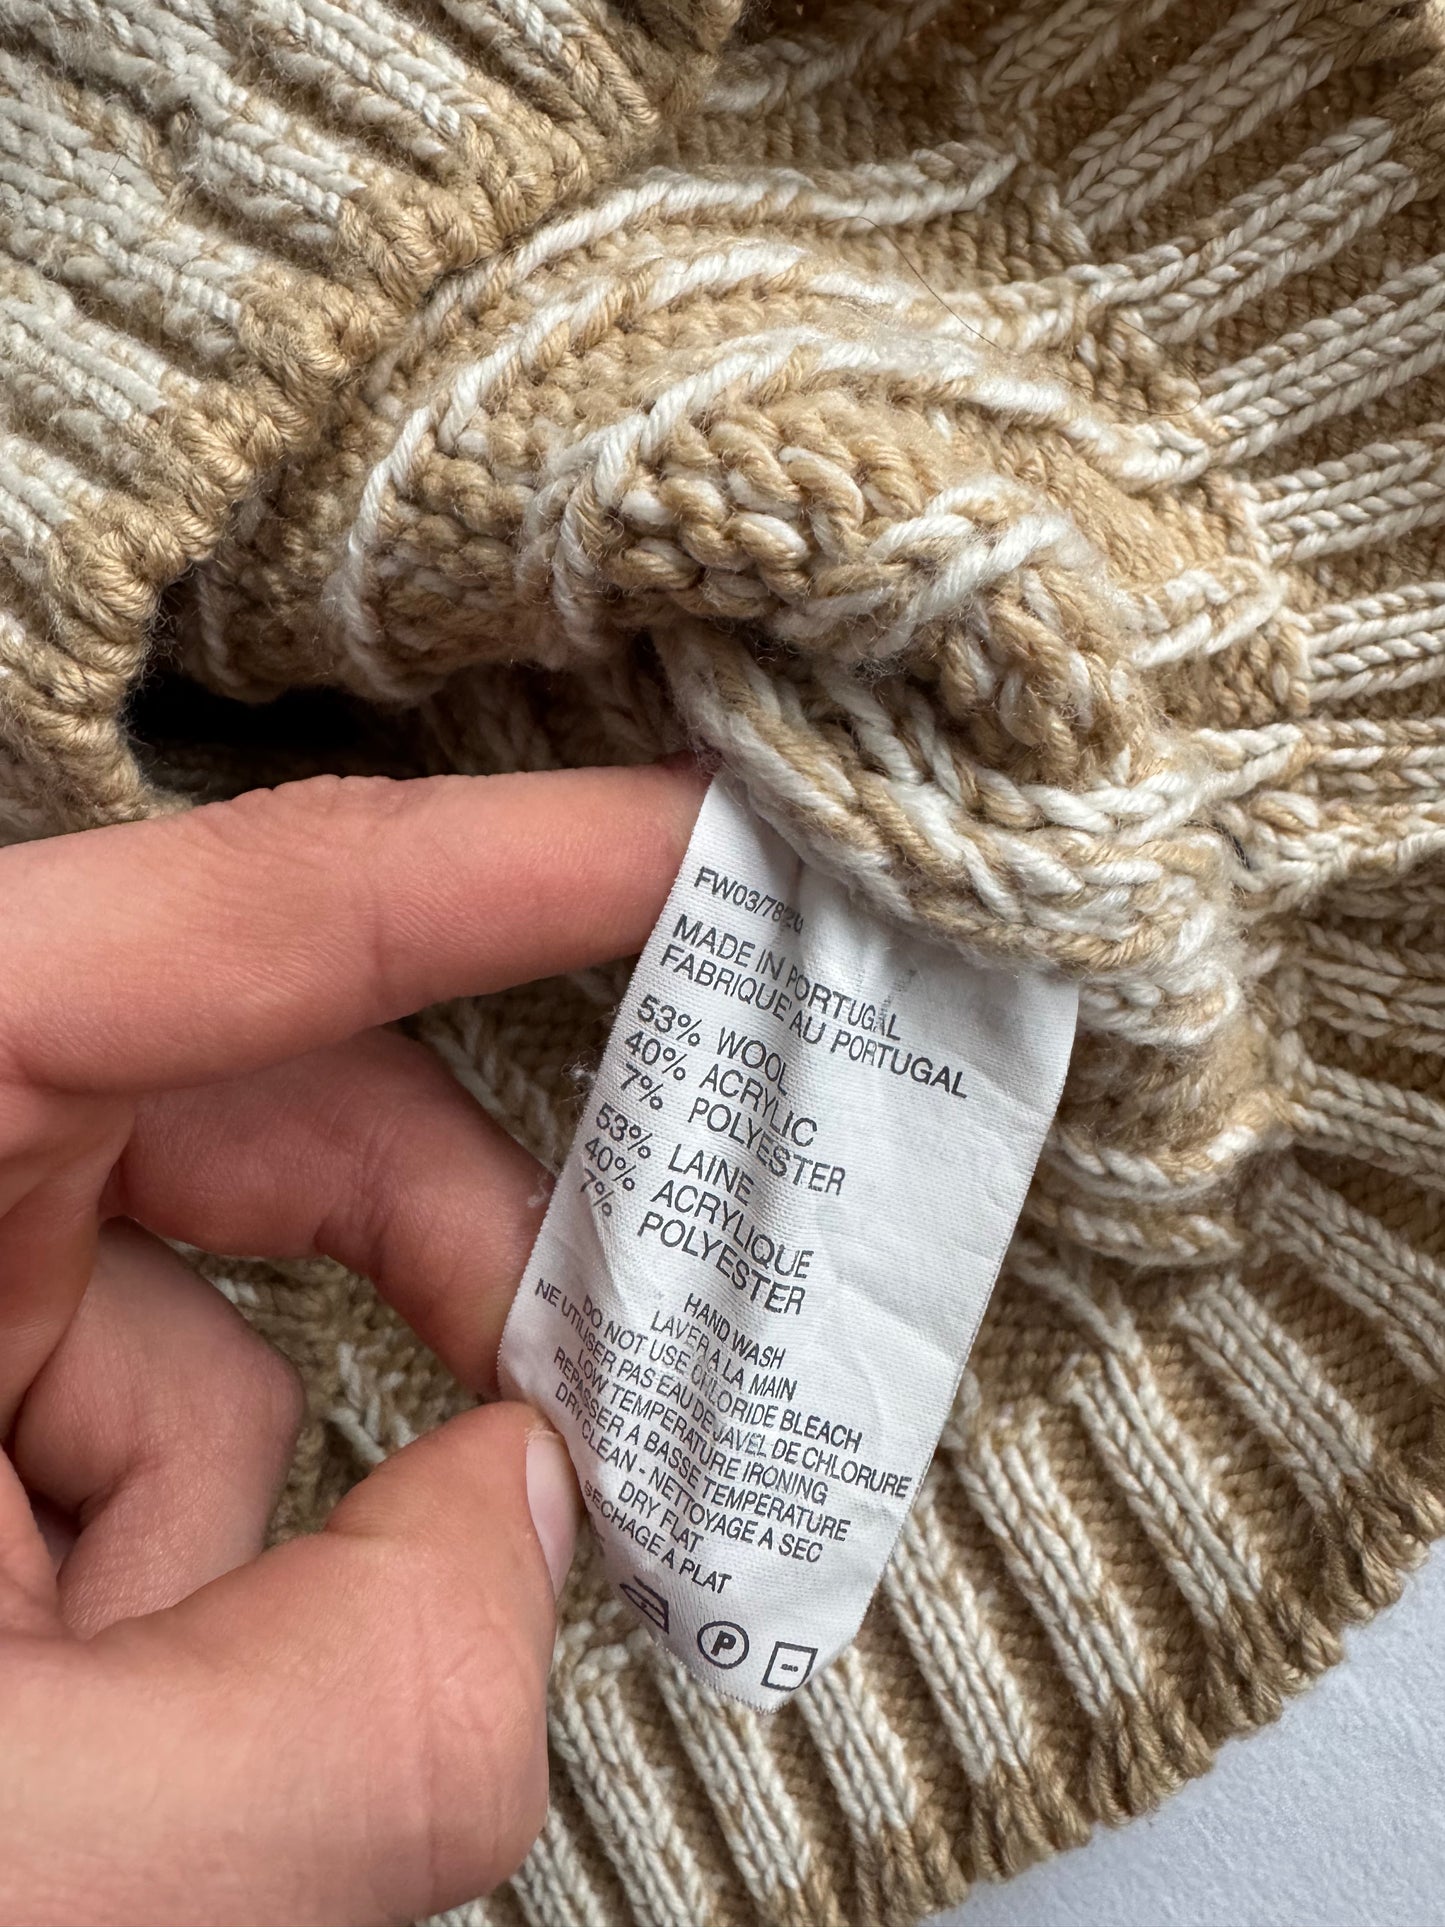 FW03/7820
MADE IN PORTUGAL
FABRIQUE AU PORTUGAL
53% WOOL
40% ACRYLIC
7% POLYESTER
53% LAINE
40% ACRYLIQUE
7% POLYESTER
HAND WASH
LAVER A LA MAIN
DO NOT USE CHLORIDE BLEACH
NE UTILISER PAS EAU DE JAVEL DE CHLORURE
LOW TEMPERATURE IRONING
REPASSER A BASSE TEMPERATURE
DRY CLEAN - NETTOYAGE A SEC
DRY FLAT
SECHAGE A PLAT
P